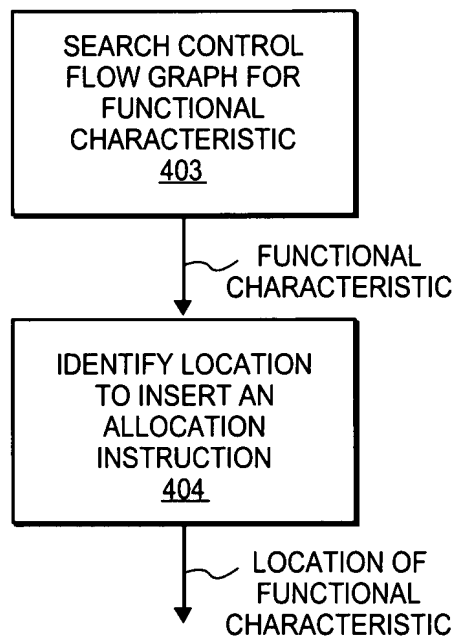 SEARCH CONTROL
FLOW GRAPH FOR
FUNCTIONAL
CHARACTERISTIC
403
FUNCTIONAL
CHARACTERISTIC
IDENTIFY LOCATION
TO INSERT AN
ALLOCATION
INSTRUCTION
404
LOCATION OF
FUNCTIONAL
CHARACTERISTIC